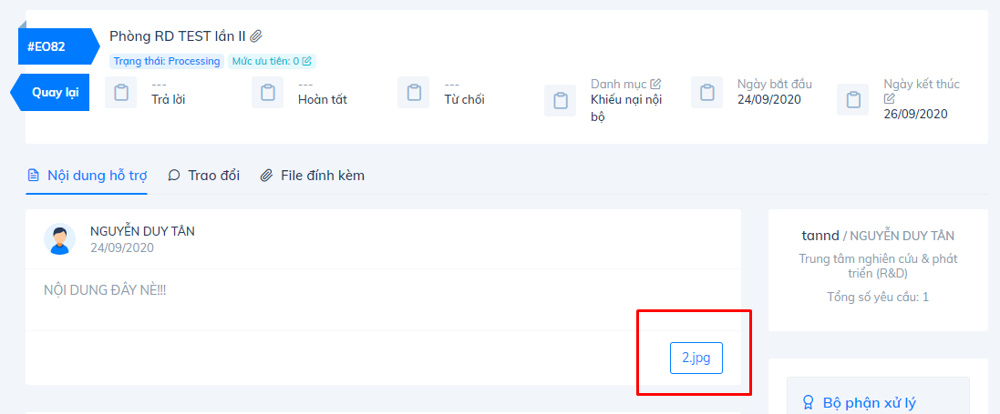 #EO82
Phòng RD TEST lần II
Trạng thái: Processing
Mức ưu tiên: 0
Quay lại
---
Trả lời
---
Hoàn tất
---
Từ chối
Danh mục
Khiếu nại nội
bộ
Ngày bắt đầu
24/09/2020
Ngày kết thúc
26/09/2020
Nội dung hỗ trợ
Trao đổi
File đính kèm
NGUYỄN DUY TÂN
24/09/2020
NỘI DUNG ĐÂY NÈ!!!
2.jpg
tannd / NGUYỄN DUY TÂN
Trung tâm nghiên cứu & phát
triển (R&D)
Tổng số yêu cầu: 1
Bộ phận xử lý